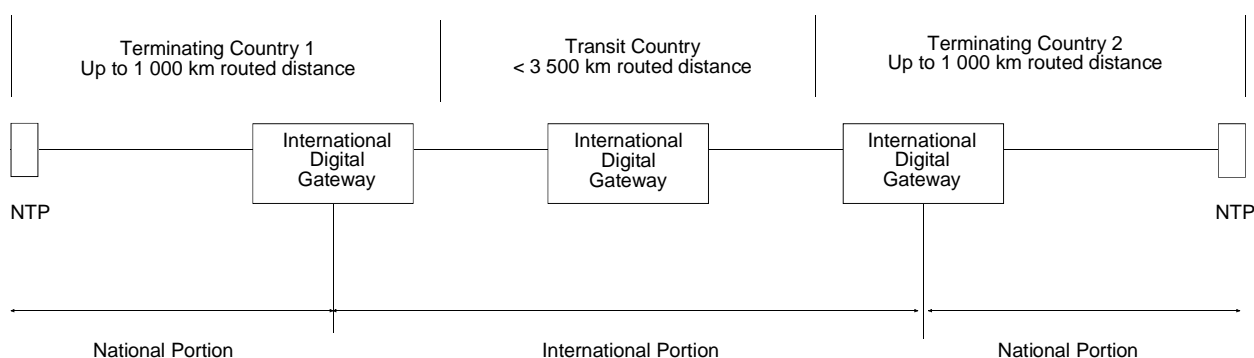 Terminating Country 1
Up to 1 000 km routed distance
Transit Country
< 3 500 km routed distance
Terminating Country 2
Up to 1 000 km routed distance
International
Digital
Gateway
International
Digital
Gateway
International
Digital
Gateway
NTP
NTP
National Portion
International Portion
National Portion